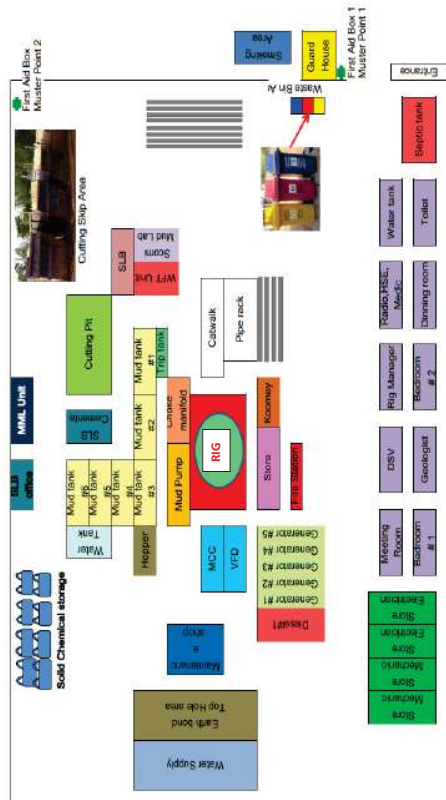 First Aid Box
Muster Point 2
Smoking
Area
Guard
House
First Aid Box 1
Muster Point 1
Entrance
Waste Bin Ar
Cutting Skip Area
Septic tank
SLB
Mud Lab
Scomi
WFT Unit
Water tank
Toilet
Cutting Pit
Catwalk
Pipe rack
Radio,HSE,
Medic
Dinning room
MML Unit
SLB
Cements
Mud tank
#1
Trip tank
Mud tank
#2
Choke
manifold
RIG
Koomey
Rig Manager
Bedroom
# 2
SLB
office
Mud tank
#6
Mud tank
#5
Mud tank
#4
Mud tank
#3
Mud Pump
Store
Fire Station
DSV
Geologist
Water
Tank
Hopper
MCC
VFD
Generator #5
Generator #4
Generator #3
Generator #2
Generator #1
Diesel#1
Meeting
Room
Bedroom
# 1
Solid Chemical storage
Maintenanc
e
shop
Electrician
Store
Electrician
Store
Mechanic
Store
Mechanic
Store
Earth bond
Top Hole area
Water Supply